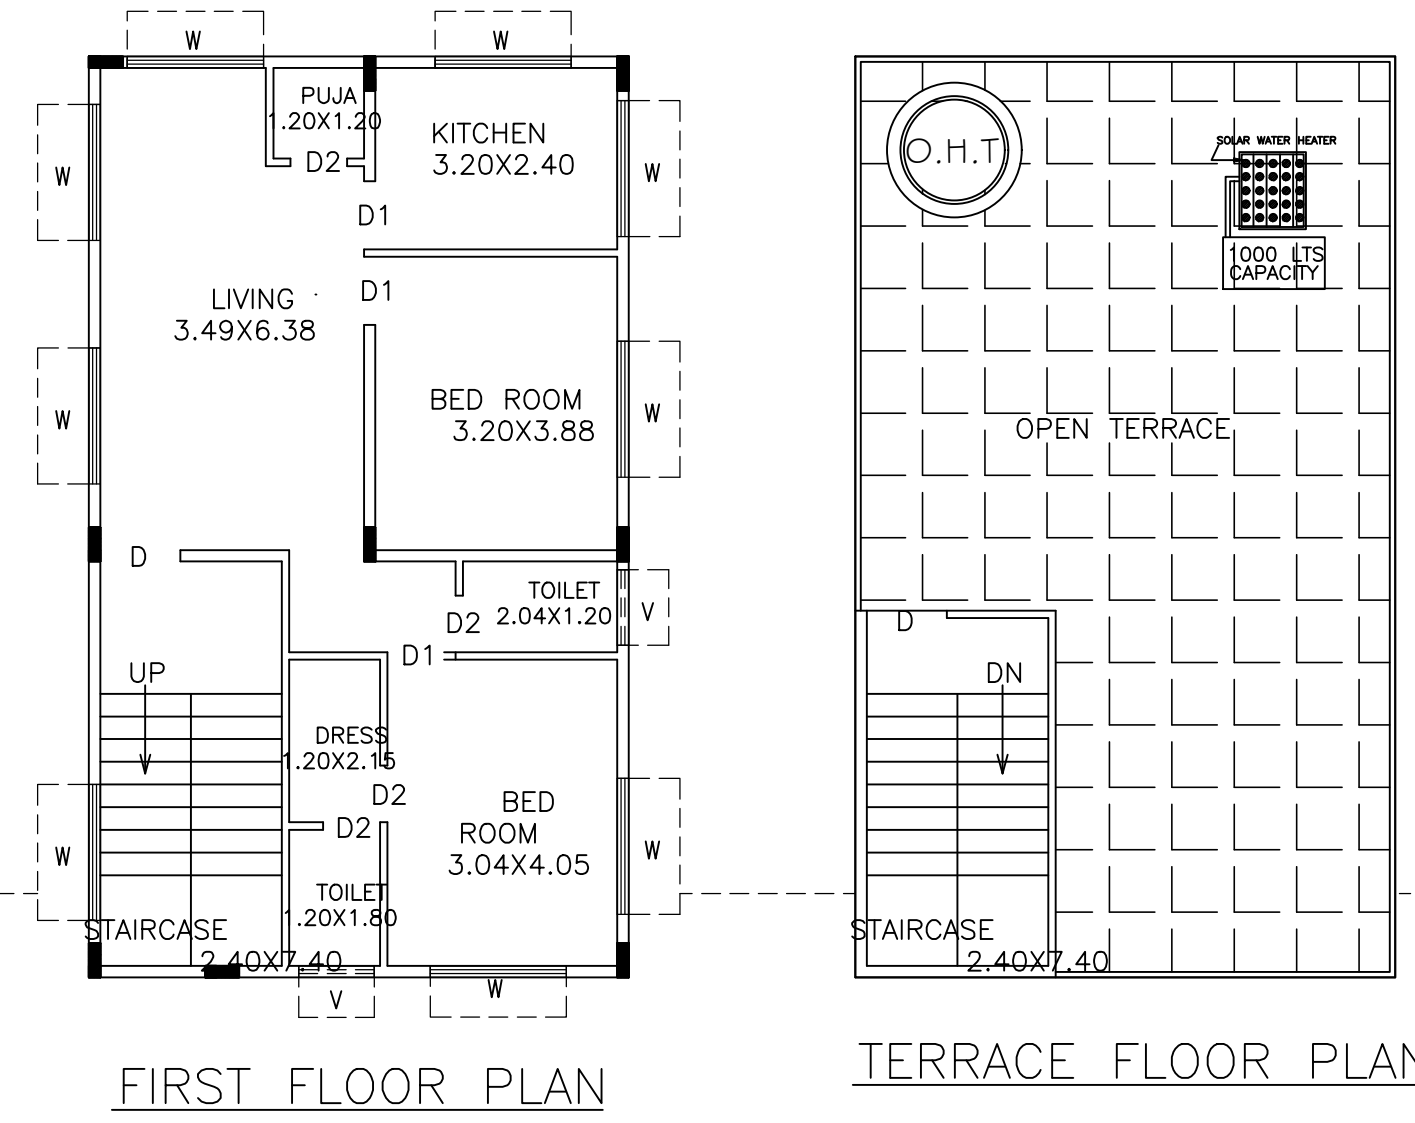 W
W
PUJA
1.20X1.20
KITCHEN
3.20X2.40
D2
W
W
D1
D1
LIVING
3.49X6.38
BED ROOM
3.20X3.88
W
W
D
TOILET
2.04X1.20
D2
V
D1
UP
DRESS
1.20X2.15
D2
D2
BED
ROOM
3.04X4.05
W
W
TOILET
1.20X1.80
STAIRCASE
2.40X7.40
V
W
FIRST FLOOR PLAN
O.H.T
SOLAR WATER HEATER
1000 LTS
CAPACITY
OPEN TERRACE
D
DN
STAIRCASE
2.40X7.40
TERRACE FLOOR PLAN